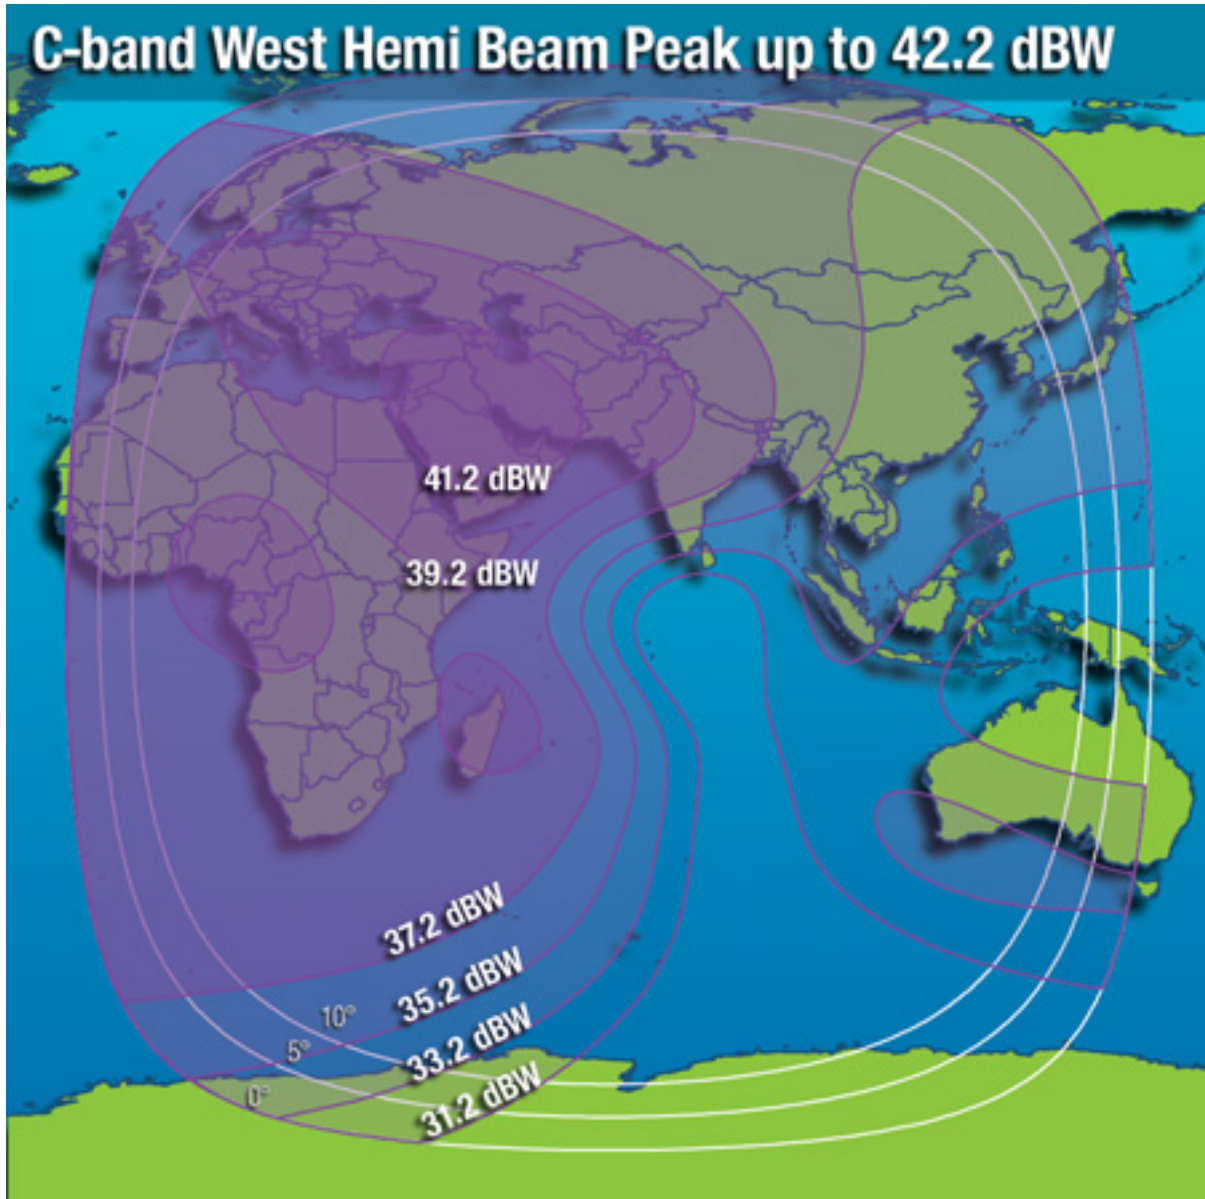 C-band West Hemi Beam Peak up to 42.2 dBW
41.2 dBW
39.2 dBW
37.2 dBW
35.2 dBW
10°
33.2 dBW
5°
31.2 dBW
0°